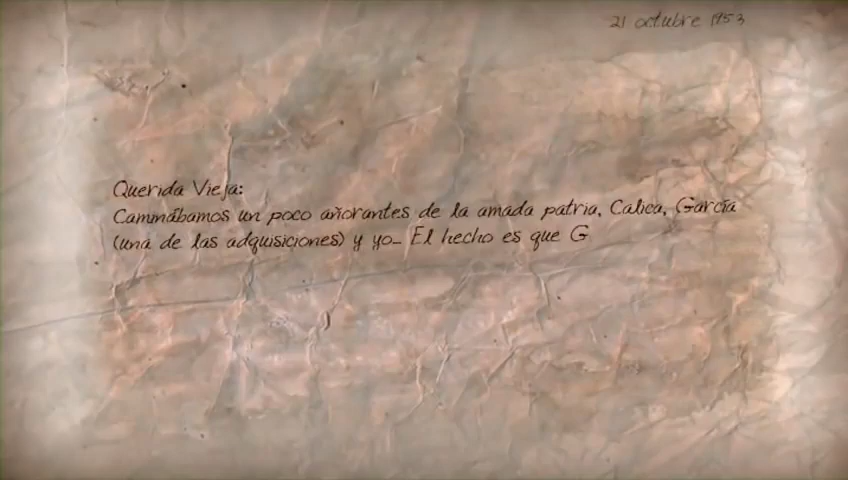 21 octubre 1953
Querida Vieja:
Caminábamos un poco añorantes de la amada patria, Calica, García
(una de las adquisiciones) y yo_ El hecho es que G